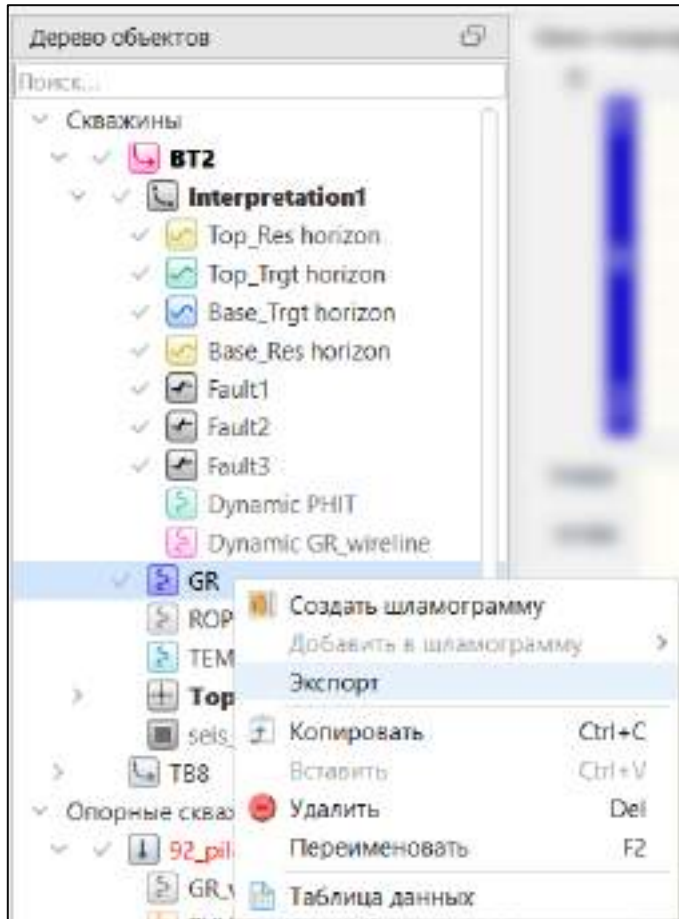 Дерево объектов
Поиск...
Скважины
BT2
Interpretation1
Top_Res horizon
Top_Trgt horizon
Base_Trgt horizon
Base_Res horizon
Fault1
Fault2
Fault3
Dynamic PHIT
Dynamic GR_wireline
GR
Создать шламограмму
ROP
Добавить в шламограмму
TEM
Экспорт
Top
seis_
Копировать Ctrl+C
TB8
Вставить Ctrl+V
Опорные сква
Удалить Del
92_pil
Переименовать F2
GR_
Таблица данных